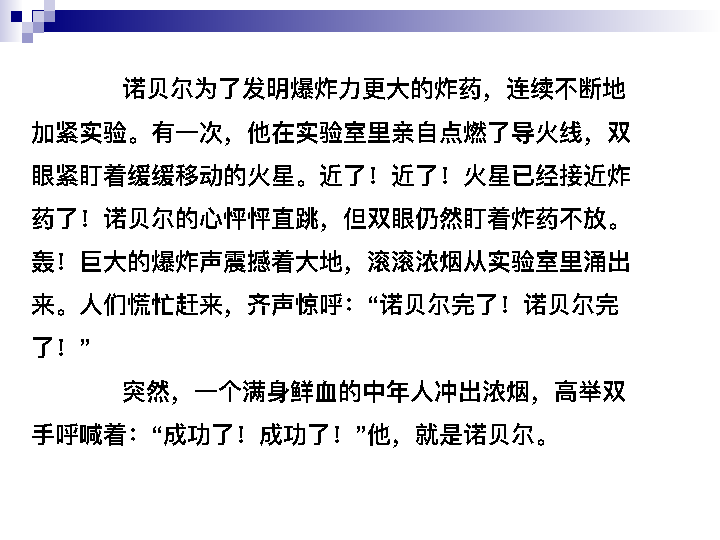 诺贝尔为了发明爆炸力更大的炸药，连续不断地
加紧实验。有一次，他在实验室里亲自点燃了导火线，双
眼紧盯着缓缓移动的火星。近了！近了！火星已经接近炸
药了！诺贝尔的心怦怦直跳，但双眼仍然盯着炸药不放。
轰！巨大的爆炸声震撼着大地，滚滚浓烟从实验室里涌出
来。人们慌忙赶来，齐声惊呼：“诺贝尔完了！诺贝尔完
了！”
突然，一个满身鲜血的中年人冲出浓烟，高举双
手呼喊着：“成功了！成功了！”他，就是诺贝尔。